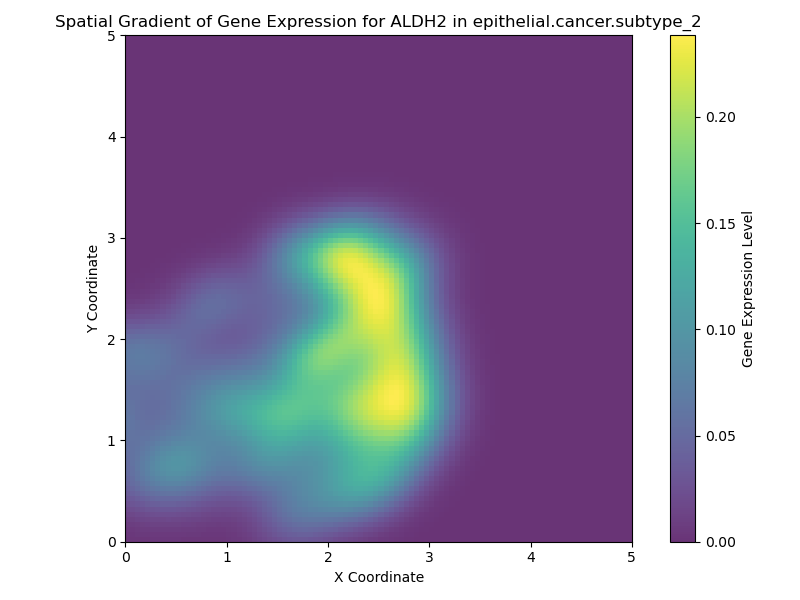 Spatial Gradient of Gene Expression for ALDH2 in epithelial.cancer.subtype_2
5
4
3
2
1
0
Y Coordinate
0 1 2 3 4 5
X Coordinate
0.20
0.15
0.10
0.05
0.00
Gene Expression Level